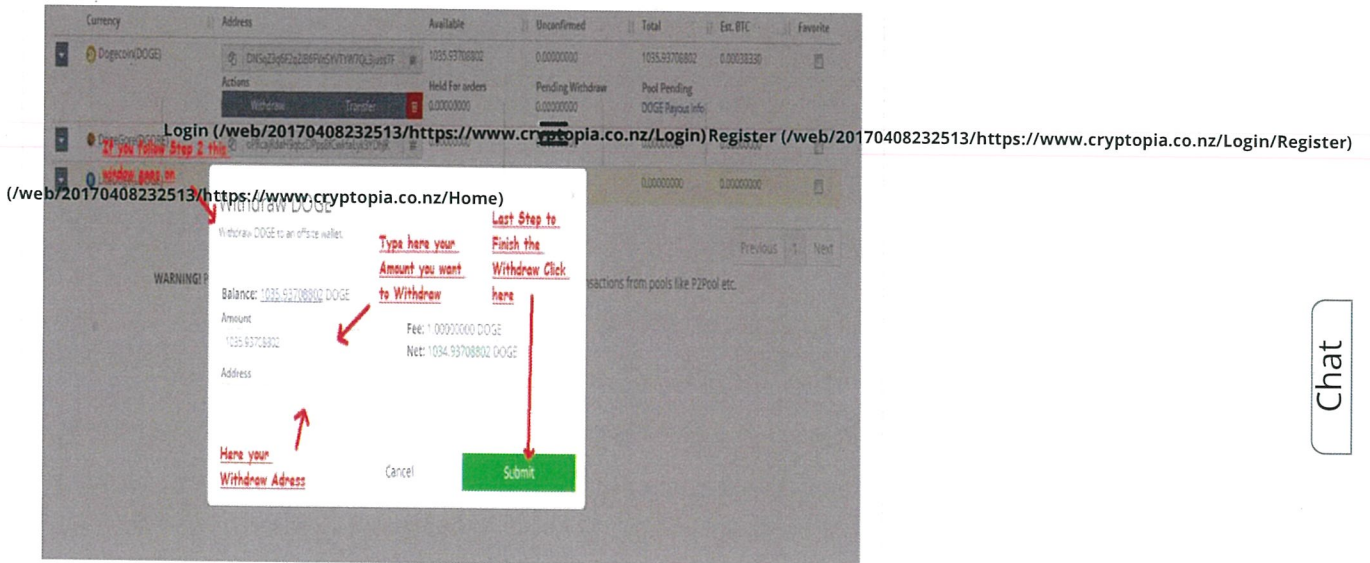 Currency Address Available Unconfirmed Total Est. BTC Favorite
Dogecoin(DOGE) 1035.93708802 0.00000000 1035.93708802 0.00038330
Actions Held For orders Pending Withdraw Pool Pending
Withdraw Transfer 0.00000000 0.00000000 DOGE Payout Info
Login (/web/20170408232513/https://www.cryptopia.co.nz/Login) Register (/web/20170408232513/https://www.cryptopia.co.nz/Login/Register)
If you follow Step 2 this
window goes on
0.00000000 0.00000000
(/web/20170408232513/https://www.cryptopia.co.nz/Home)
Withdraw DOGE
Withdraw DOGE to an offsite wallet.
Type here your
Amount you want
to Withdraw
Last Step to
Finish the
Withdraw Click
here
Previous 1 Next
WARNING!
nsactions from pools like P2Pool etc.
Balance: 1035.93708802 DOGE
Amount
1035.93708802
Fee: 1.00000000 DOGE
Net: 1034.93708802 DOGE
Address
Here your
Withdraw Adress
Cancel Submit
Chat